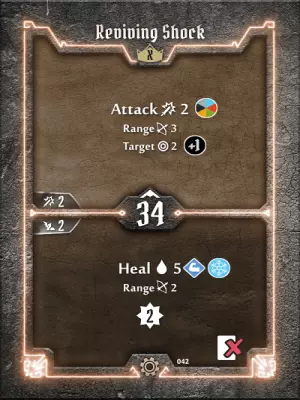 Reviving Shock
X
Attack 2
Range 3
Target 2 +1
2
34
2
Heal 5
Range 2
2
042